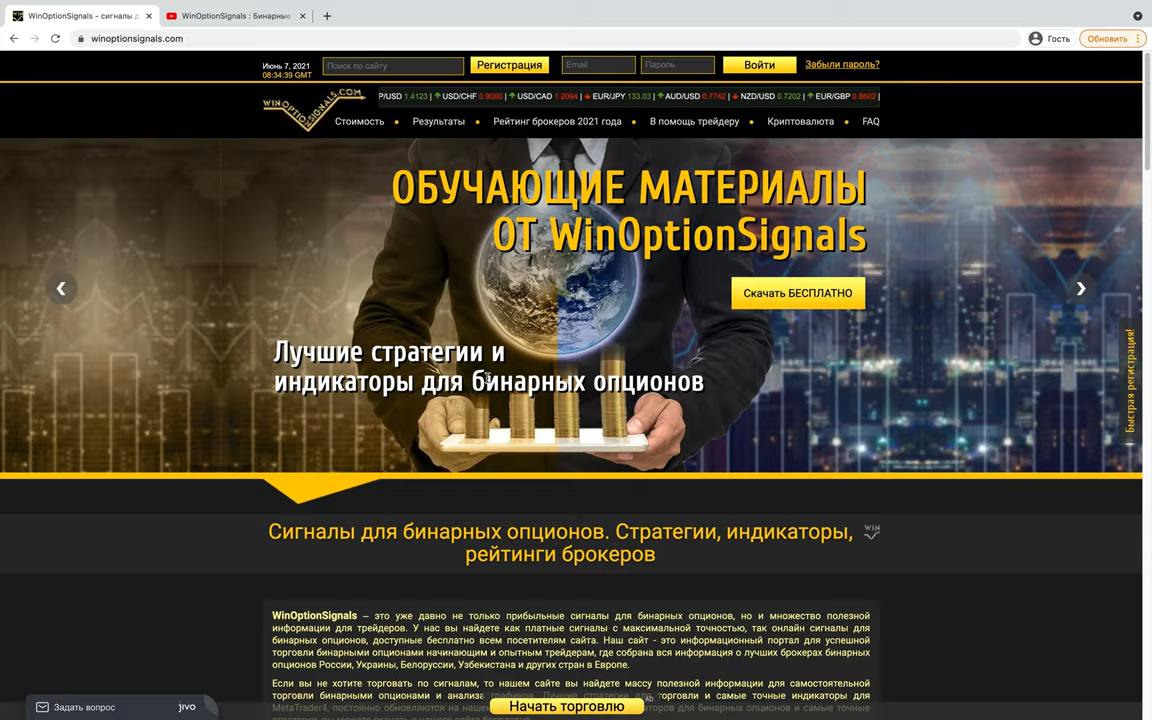 WinOptionSignals - сигналы д
WinOptionSignals : Бинарные
winoptionsignals.com
Гость
Обновить
Июнь 7, 2021
08:34:39 GMT
Поиск по сайту
Регистрация
Email
Пароль
Войти
Забыли пароль?
WINOPTIONSIGNALS.COM
P/USD 1.4123 | USD/CHF 0.9000 | USD/CAD 1.2094 | EUR/JPY 133.03 | AUD/USD 0.7742 | NZD/USD 0.7202 | EUR/GBP 0.8602 |
Стоимость • Результаты • Рейтинг брокеров 2021 года • В помощь трейдеру • Криптовалюта • FAQ
ОБУЧАЮЩИЕ МАТЕРИАЛЫ
ОТ WinOptionSignals
Скачать БЕСПЛАТНО
Лучшие стратегии и
индикаторы для бинарных опционов
Быстрая регистрация!
Сигналы для бинарных опционов. Стратегии, индикаторы,
рейтинги брокеров
WIN
WinOptionSignals – это уже давно не только прибыльные сигналы для бинарных опционов, но и множество полезной
информации для трейдеров. У нас вы найдете как платные сигналы с максимальной точностью, так онлайн сигналы для
бинарных опционов, доступные бесплатно всем посетителям сайта. Наш сайт - это информационный портал для успешной
торговли бинарными опционами начинающим и опытным трейдерам, где собрана вся информация о лучших брокерах бинарных
опционов России, Украины, Белоруссии, Узбекистана и других стран в Европе.
Если вы не хотите торговать по сигналам, то нашем сайте вы найдете массу полезной информации для самостоятельной
торговли бинарными опционами и анализа графиков. Лучшие стратегии для торговли и самые точные индикаторы для
MetaTrader4, постоянно обновляются на нашем для бинарных опционов и самые точные
Начать торговлю
AD
Задать вопрос
jivo